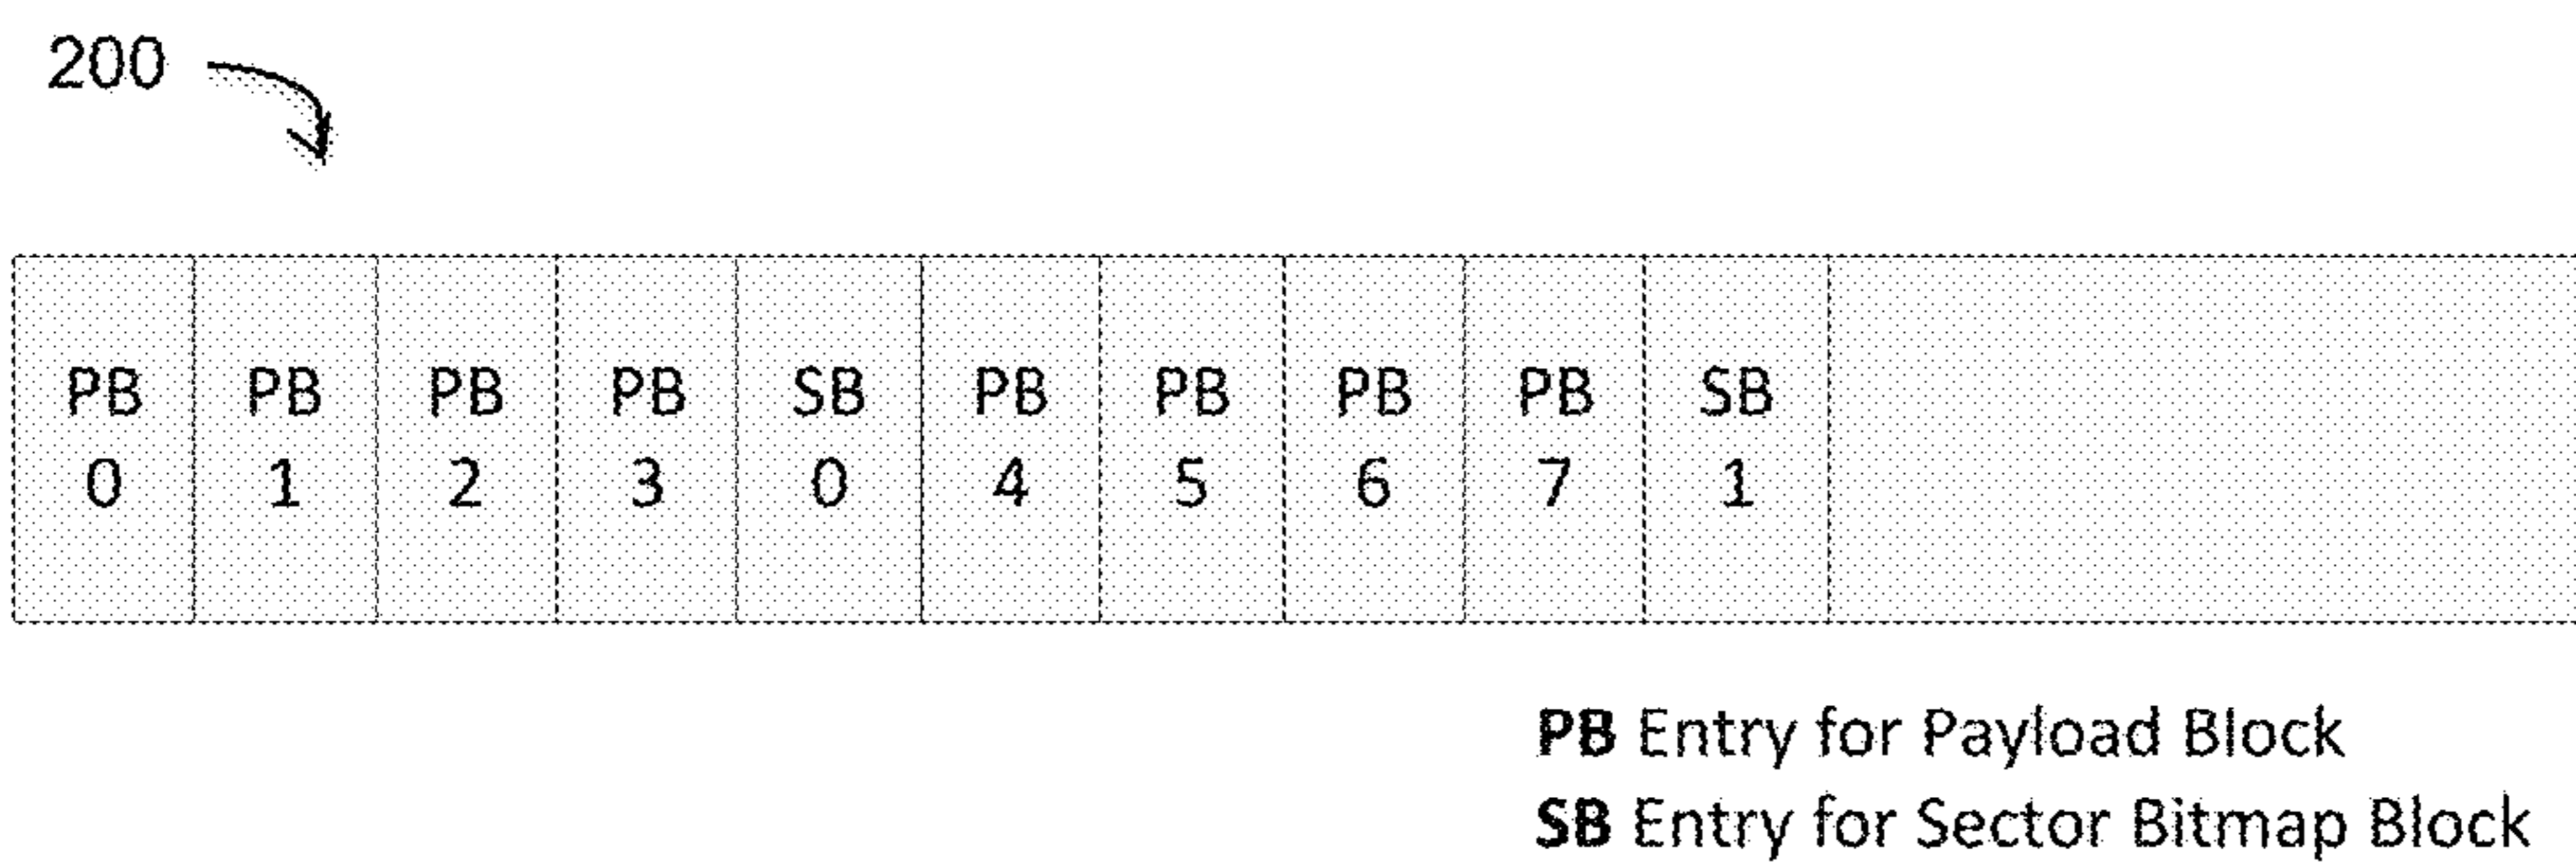 200
PB PB PB PB SB PB PB PB PB SB
0 1 2 3 0 4 5 6 7 1
PB Entry for Payload Block
SB Entry for Sector Bitmap Block